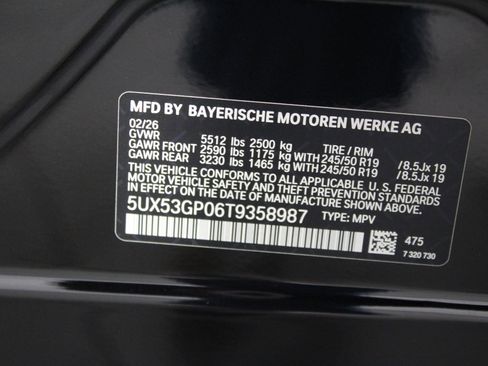 MFD BY BAYERISCHE MOTOREN WERKE AG
02/26
GVWR 5512 lbs 2500 kg TIRE / RIM
GAWR FRONT 2590 lbs 1175 kg WITH 245/50 R19 /8.5Jx 19
GAWR REAR 3230 lbs 1465 kg WITH 245/50 R19 /8.5Jx 19
THIS VEHICLE CONFORMS TO ALL APPLICABLE U. S. FEDERAL
MOTOR VEHICLE SAFETY, BUMPER, AND THEFT PREVENTION STANDARDS
IN EFFECT ON THE DATE OF MANUFACTURE SHOWN ABOVE.
5UX53GP06T9358987 TYPE: MPV
475
7 320 730